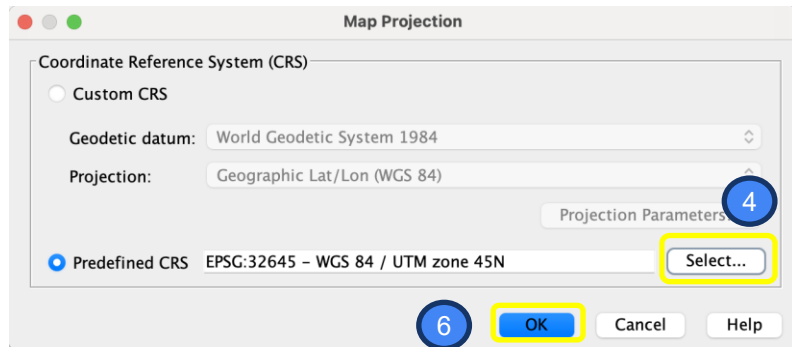 Map Projection
Coordinate Reference System (CRS)
Custom CRS
Geodetic datum: World Geodetic System 1984
Projection: Geographic Lat/Lon (WGS 84)
4
Projection Parameters
Predefined CRS EPSG:32645 – WGS 84 / UTM zone 45N Select...
6 OK Cancel Help